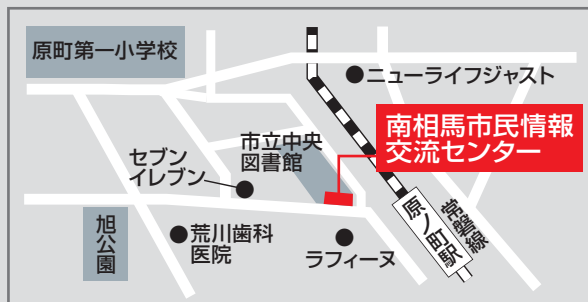 原町第一小学校
ニューライフジャスト
南相馬市民情報
交流センター
市立中央
図書館
セブン
イレブン
常磐線
原ノ町駅
旭公園
荒川歯科
医院
ラフィーヌ